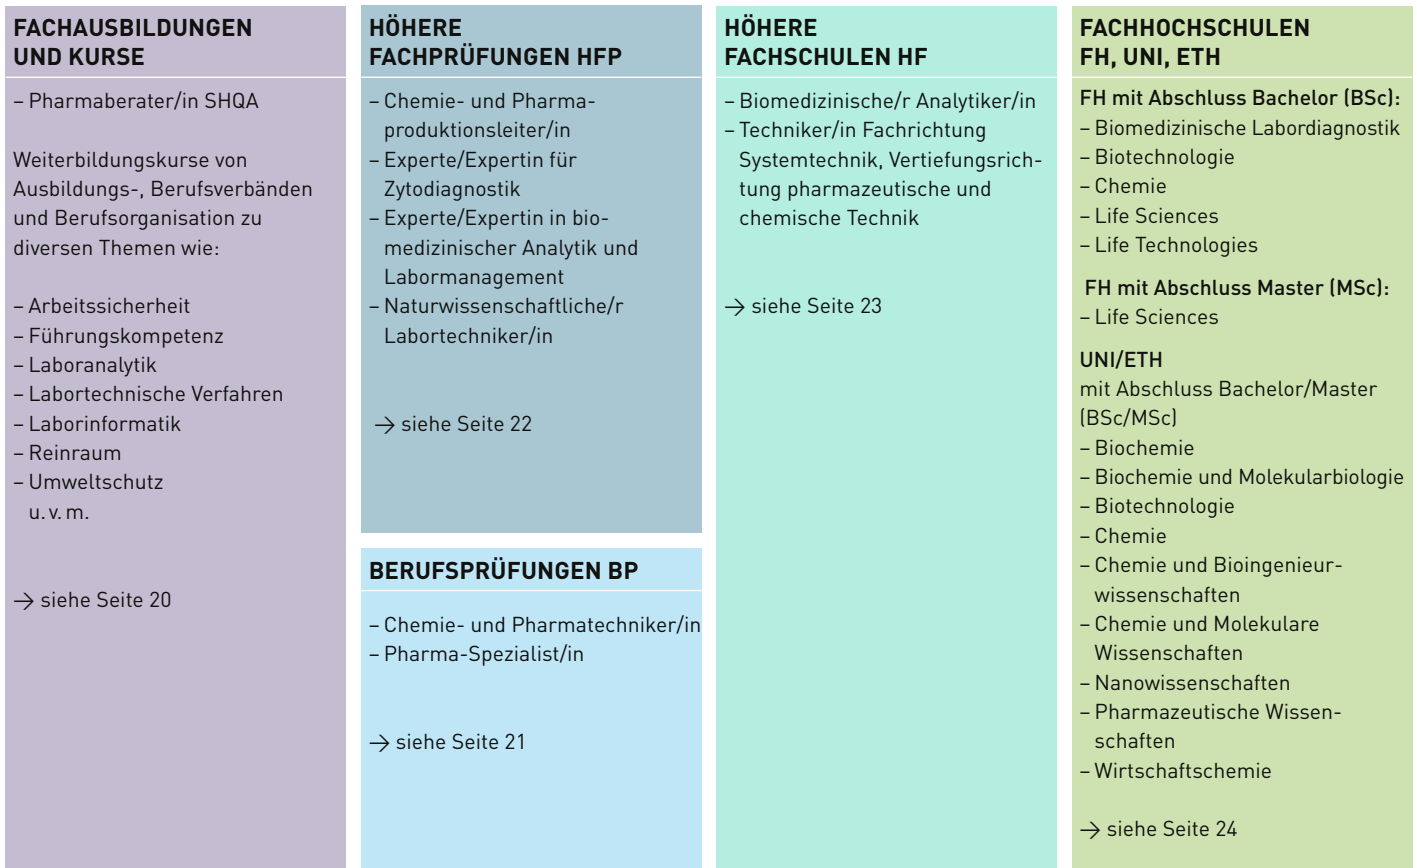 FACHAUSBILDUNGEN
UND KURSE
– Pharmaberater/in SHQA
Weiterbildungskurse von
Ausbildungs-, Berufsverbänden
und Berufsorganisation zu
diversen Themen wie:
– Arbeitssicherheit
– Führungskompetenz
– Laboranalytik
– Labortechnische Verfahren
– Laborinformatik
– Reinraum
– Umweltschutz
u. v. m.
→ siehe Seite 20
HÖHERE
FACHPRÜFUNGEN HFP
– Chemie- und Pharma-
produktionsleiter/in
– Experte/Expertin für
Zytodiagnostik
– Experte/Expertin in bio-
medizinischer Analytik und
Labormanagement
– Naturwissenschaftliche/r
Labortechniker/in
→ siehe Seite 22
BERUFSPRÜFUNGEN BP
– Chemie- und Pharmatechniker/in
– Pharma-Spezialist/in
→ siehe Seite 21
HÖHERE
FACHSCHULEN HF
– Biomedizinische/r Analytiker/in
– Techniker/in Fachrichtung
Systemtechnik, Vertiefungsrich-
tung pharmazeutische und
chemische Technik
→ siehe Seite 23
FACHHOCHSCHULEN
FH, UNI, ETH
FH mit Abschluss Bachelor (BSc):
– Biomedizinische Labordiagnostik
– Biotechnologie
– Chemie
– Life Sciences
– Life Technologies
FH mit Abschluss Master (MSc):
– Life Sciences
UNI/ETH
mit Abschluss Bachelor/Master
(BSc/MSc)
– Biochemie
– Biochemie und Molekularbiologie
– Biotechnologie
– Chemie
– Chemie und Bioingenieur-
wissenschaften
– Chemie und Molekulare
Wissenschaften
– Nanowissenschaften
– Pharmazeutische Wissen-
schaften
– Wirtschaftschemie
→ siehe Seite 24